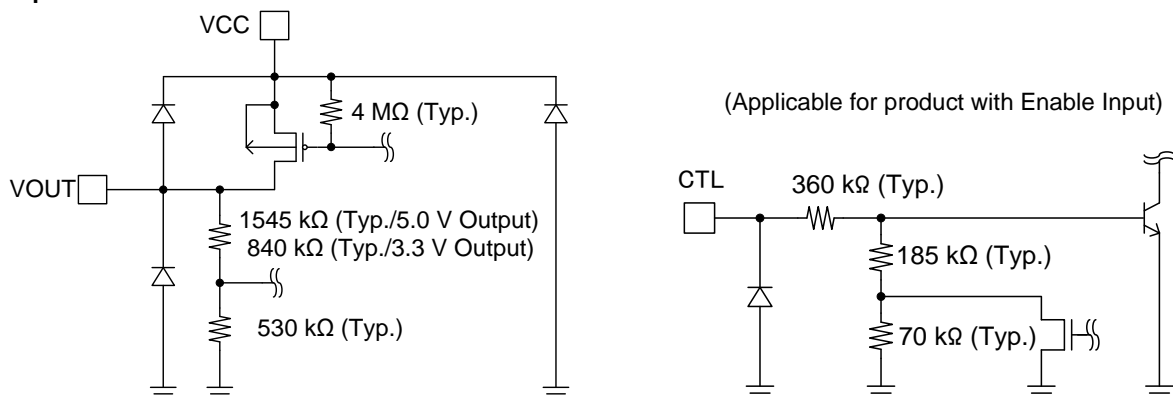 VCC
4 MΩ (Typ.)
VOUT
1545 kΩ (Typ./5.0 V Output)
840 kΩ (Typ./3.3 V Output)
530 kΩ (Typ.)
(Applicable for product with Enable Input)
CTL
360 kΩ (Typ.)
185 kΩ (Typ.)
70 kΩ (Typ.)